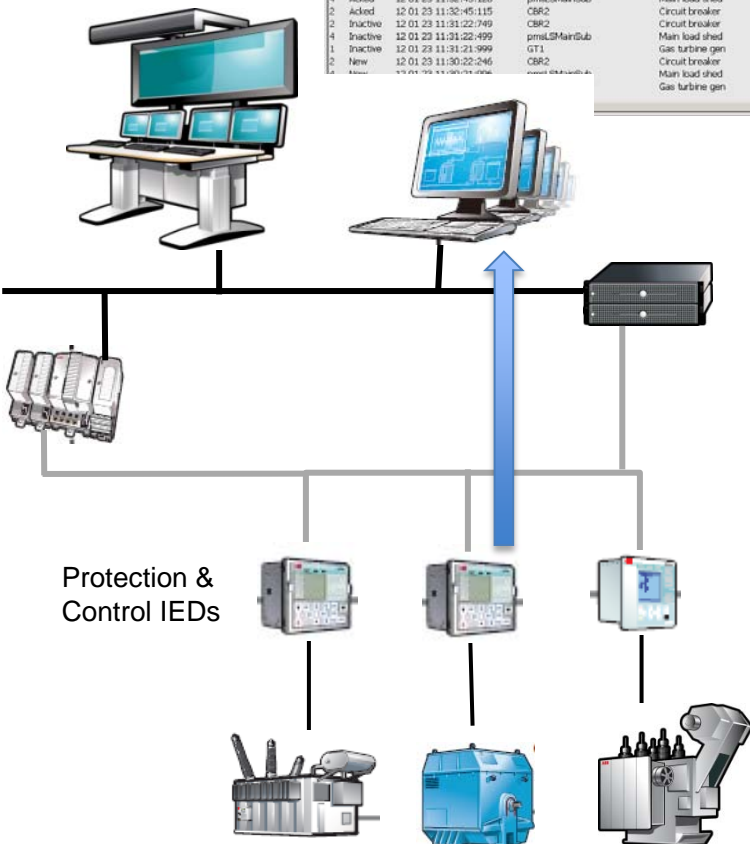 Acked 12 01 23 11:32:45:115 CBR2 Circuit breaker
2 Inactive 12 01 23 11:31:22:749 CBR2 Circuit breaker
4 Inactive 12 01 23 11:31:22:499 pmsLSMainSub Main load shed
1 Inactive 12 01 23 11:31:21:999 GT1 Gas turbine gen
2 New 12 01 23 11:30:22:246 CBR2 Circuit breaker
Main load shed
Gas turbine gen
Protection &
Control IEDs